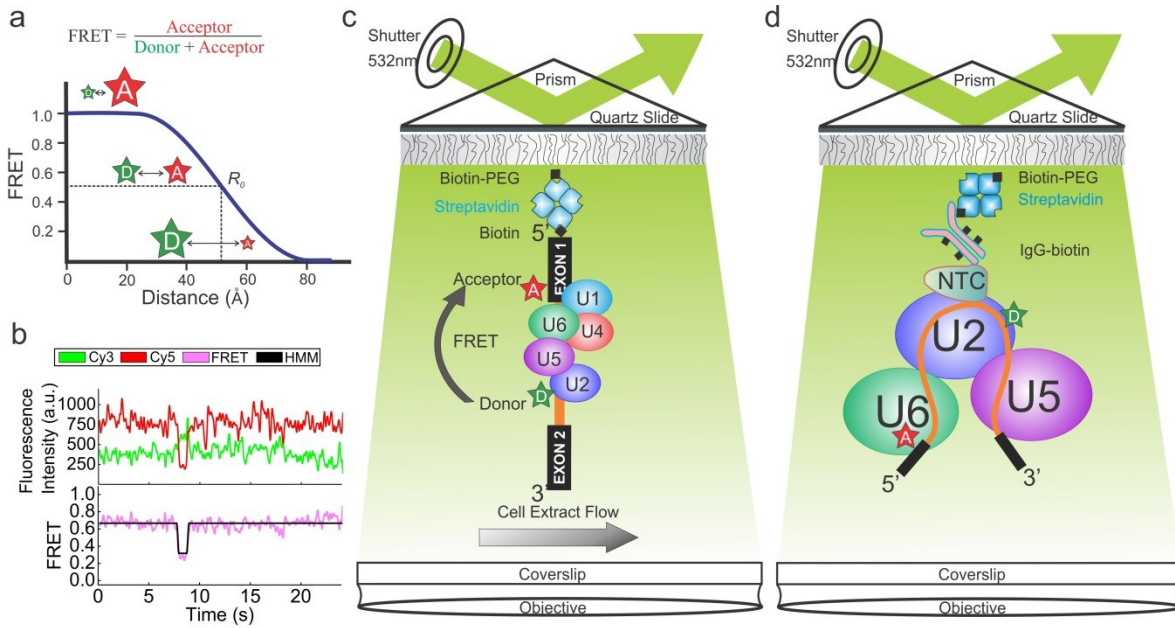 a
FRET = Acceptor
Donor + Acceptor
D
A
1.0
0.8
0.6
0.4
0.2
FRET
D
A
R0
D
A
0 20 40 60 80
Distance (Å)
b
Cy3 Cy5 FRET HMM
Fluorescence
Intensity (a.u.)
1000
750
500
250
FRET
1.0
0.8
0.6
0.4
0.2
0.0
0 5 10 15 20
Time (s)
c
Shutter
532nm
Prism
Quartz Slide
Biotin-PEG
Streptavidin
Biotin
5'
EXON 1
Acceptor
A
U1
U6
U4
FRET
U5
U2
Donor
D
EXON 2
3'
Cell Extract Flow
Coverslip
Objective
d
Shutter
532nm
Prism
Quartz Slide
Biotin-PEG
Streptavidin
IgG-biotin
NTC
D
U2
U6
U5
A
5'
3'
Coverslip
Objective